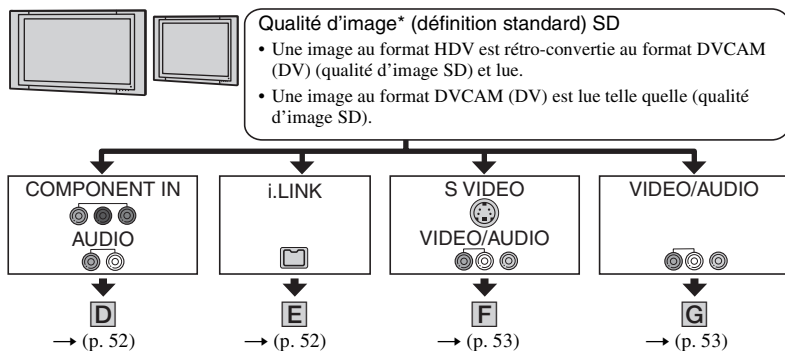 Qualité d'image* (définition standard) SD
• Une image au format HDV est rétro-convertie au format DVCAM
(DV) (qualité d'image SD) et lue.
• Une image au format DVCAM (DV) est lue telle quelle (qualité
d'image SD).
COMPONENT IN
AUDIO
D
→ (p. 52)
i.LINK
E
→ (p. 52)
S VIDEO
VIDEO/AUDIO
F
→ (p. 53)
VIDEO/AUDIO
G
→ (p. 53)